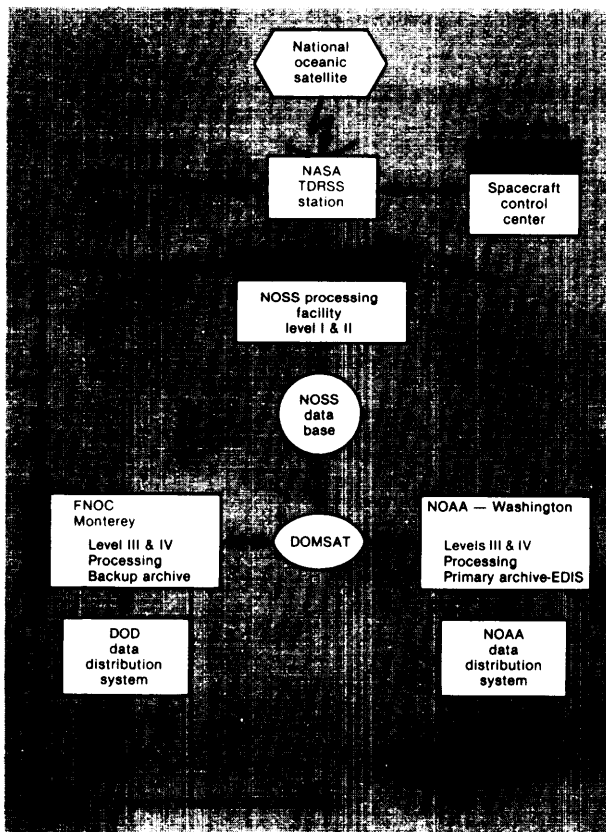 National
oceanic
satellite
NASA
TDRSS
station
Spacecraft
control
center
NOSS processing
facility
level I & II
NOSS
data
base
FNOC
Monterey
Level III & IV
Processing
Backup archive
DOMSAT
NOAA — Washington
Levels III & IV
Processing
Primary archive-EDIS
DOD
data
distribution
system
NOAA
data
distribution
system